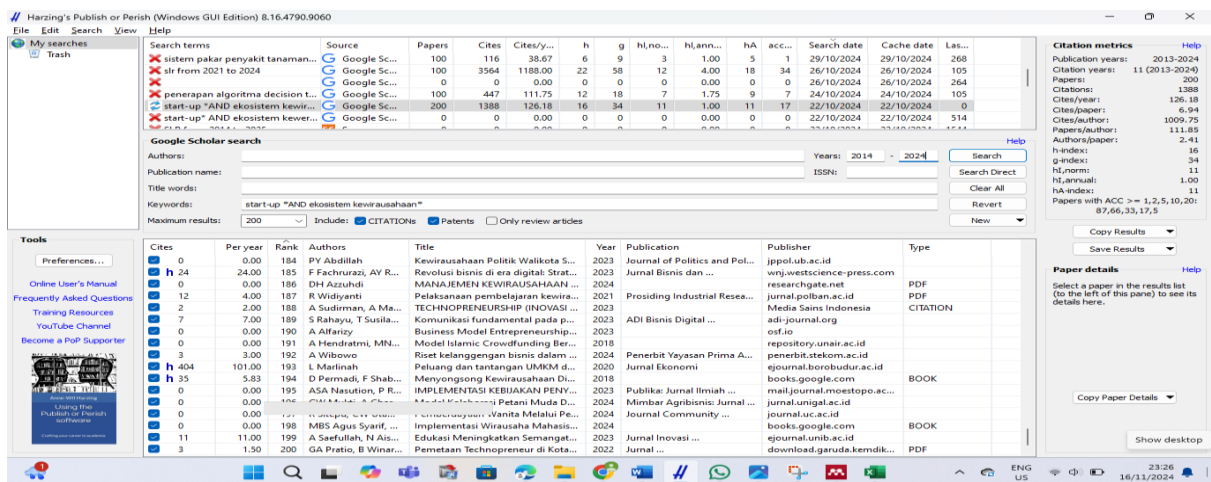 Harzing's Publish or Perish (Windows GUI Edition) 8.16.4790.9060
File Edit Search View Help
My searches
Trash
Search terms Source Papers Cites Cites/y... h g hI,no... hI,ann... hA acc... Search date Cache date Las...
sistem pakar penyakit tanaman... Google Sc... 100 116 38.67 6 9 3 1.00 5 1 29/10/2024 29/10/2024 268
slr from 2021 to 2024 Google Sc... 100 3564 1188.00 22 58 12 4.00 18 34 26/10/2024 26/10/2024 105
Google Sc... 0 0 0.00 0 0 0 0.00 0 0 26/10/2024 26/10/2024 264
penerapan algoritma decision t... Google Sc... 100 447 111.75 12 18 7 1.75 9 7 24/10/2024 24/10/2024 105
start-up "AND ekosistem kewir... Google Sc... 200 1388 126.18 16 34 11 1.00 11 17 22/10/2024 22/10/2024 0
start-up" AND ekosistem kewer... Google Sc... 0 0 0.00 0 0 0 0.00 0 0 22/10/2024 22/10/2024 514
Google Scholar search Help
Authors: Years: 2014 - 2024 Search
Publication name: ISSN: Search Direct
Title words: Clear All
Keywords: start-up "AND ekosistem kewirausahaan" Revert
Maximum results: 200 Include: CITATIONs Patents Only review articles New
Cites Per year Rank Authors Title Year Publication Publisher Type
0 0.00 184 PY Abdillah Kewirausahaan Politik Walikota S... 2023 Journal of Politics and Pol... jppol.ub.ac.id
h 24 24.00 185 F Fachrurazi, AY R... Revolusi bisnis di era digital: Strat... 2023 Jurnal Bisnis dan ... wnj.westscience-press.com
0 0.00 186 DH Azzuhdi MANAJEMEN KEWIRAUSAHAAN ... 2024 researchgate.net PDF
12 4.00 187 R Widiyanti Pelaksanaan pembelajaran kewira... 2021 Prosiding Industrial Resea... jurnal.polban.ac.id PDF
2 2.00 188 A Sudirman, A Ma... TECHNOPRENEURSHIP (INOVASI ... 2023 Media Sains Indonesia CITATION
7 7.00 189 S Rahayu, T Susila... Komunikasi fundamental pada p... 2023 ADI Bisnis Digital ... adi-journal.org
0 0.00 190 A Alfarizy Business Model Entrepreneurship... 2023 osf.io
0 0.00 191 A Hendratmi, MN... Model Islamic Crowdfunding Ber... 2018 repository.unair.ac.id
3 3.00 192 A Wibowo Riset kelanggengan bisnis dalam ... 2024 Penerbit Yayasan Prima A... penerbit.stekom.ac.id
h 404 101.00 193 L Marlinah Peluang dan tantangan UMKM d... 2020 Jurnal Ekonomi ejournal.borobudur.ac.id
h 35 5.83 194 D Permadi, F Shab... Menyongsong Kewirausahaan Di... 2018 books.google.com BOOK
0 0.00 195 ASA Nasution, P R... IMPLEMENTASI KEBIJAKAN PENY... 2023 Publika: Jurnal Ilmiah ... mail.journal.moestopo.ac...
0 0.00 2024 Mimbar Agribisnis: Jurnal ... jurnal.unigal.ac.id PDF
0 0.00 Wanita Melalui Pe... 2024 Journal Community ... journal.uc.ac.id
0 0.00 198 MBS Agus Syarif, ... Implementasi Wirausaha Mahasis... 2024 books.google.com BOOK
11 11.00 199 A Saefullah, N Ais... Edukasi Meningkatkan Semangat... 2023 Jurnal Inovasi ... ejournal.unib.ac.id
3 1.50 200 GA Pratio, B Winar... Pemetaan Technopreneur di Kota... 2022 Jurnal ... download.garuda.kemdik... PDF
Tools
Preferences...
Online User's Manual
Frequently Asked Questions
Training Resources
YouTube Channel
Become a PoP Supporter
Anne-Wil Harzing
Using the
Publish or Perish
software
Citation metrics Help
Publication years: 2013-2024
Citation years: 11 (2013-2024)
Papers: 200
Citations: 1388
Cites/year: 126.18
Cites/paper: 6.94
Cites/author: 1009.75
Papers/author: 111.85
Authors/paper: 2.41
h-index: 16
g-index: 34
hI,norm: 11
hI,annual: 1.00
hA-index: 11
Papers with ACC >= 1,2,5,10,20:
87,66,33,17,5
Copy Results
Save Results
Paper details Help
Select a paper in the results list
(to the left of this pane) to see its
details here.
Copy Paper Details
Show desktop
ENG
US
23:26
16/11/2024